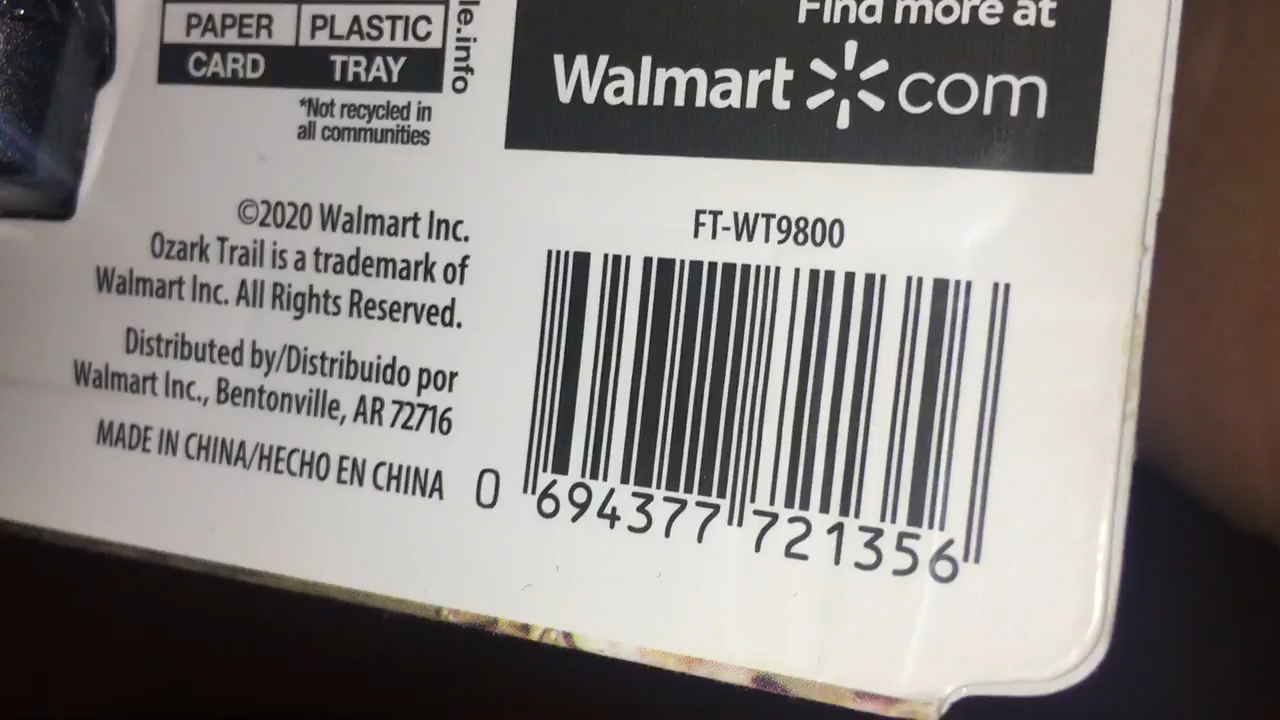 PAPER PLASTIC
CARD TRAY
le.info
*Not recycled in
all communities
Find more at
Walmart com
©2020 Walmart Inc.
Ozark Trail is a trademark of
Walmart Inc. All Rights Reserved.
Distributed by/Distribuido por
Walmart Inc., Bentonville, AR 72716
MADE IN CHINA/HECHO EN CHINA
FT-WT9800
0 694377 721356